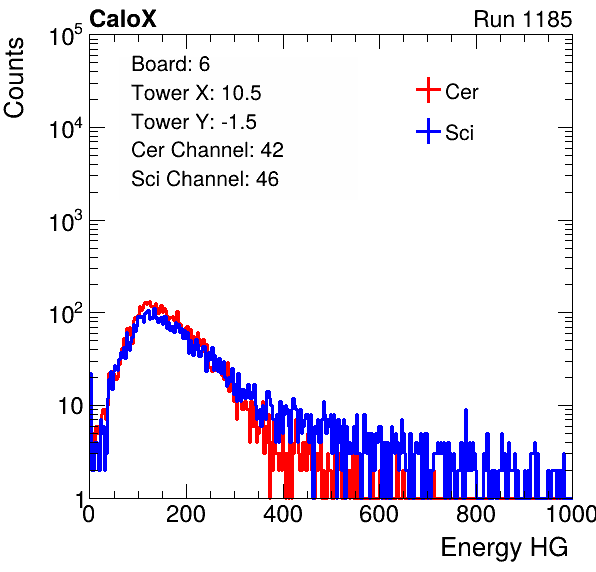 CaloX Run 1185
Counts
Board: 6
Tower X: 10.5
Tower Y: -1.5
Cer Channel: 42
Sci Channel: 46
Cer
Sci
10^5
10^4
10^3
10^2
10
1
0 200 400 600 800 1000
Energy HG